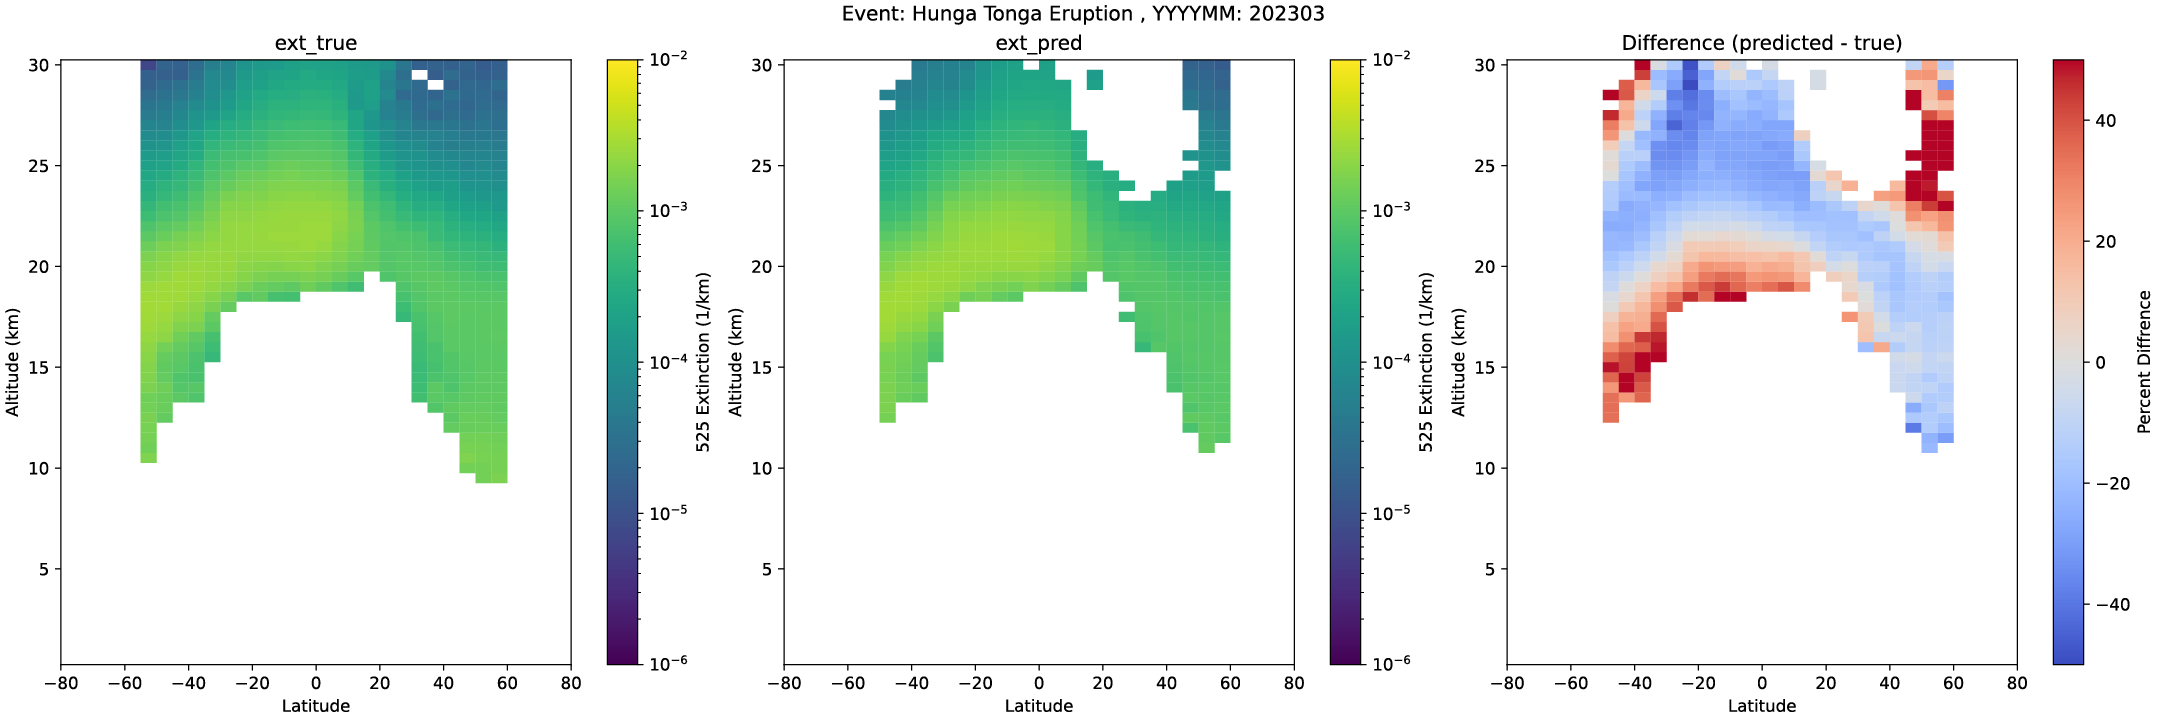 Event: Hunga Tonga Eruption , YYYYMM: 202303
ext_true
30
25
20
15
10
5
Altitude (km)
−80 −60 −40 −20 0 20 40 60 80
Latitude
10−2
10−3
10−4
10−5
10−6
525 Extinction (1/km)
ext_pred
30
25
20
15
10
5
Altitude (km)
−80 −60 −40 −20 0 20 40 60 80
Latitude
10−2
10−3
10−4
10−5
10−6
525 Extinction (1/km)
Difference (predicted - true)
30
25
20
15
10
5
Altitude (km)
−80 −60 −40 −20 0 20 40 60 80
Latitude
40
20
0
−20
−40
Percent Diffrence